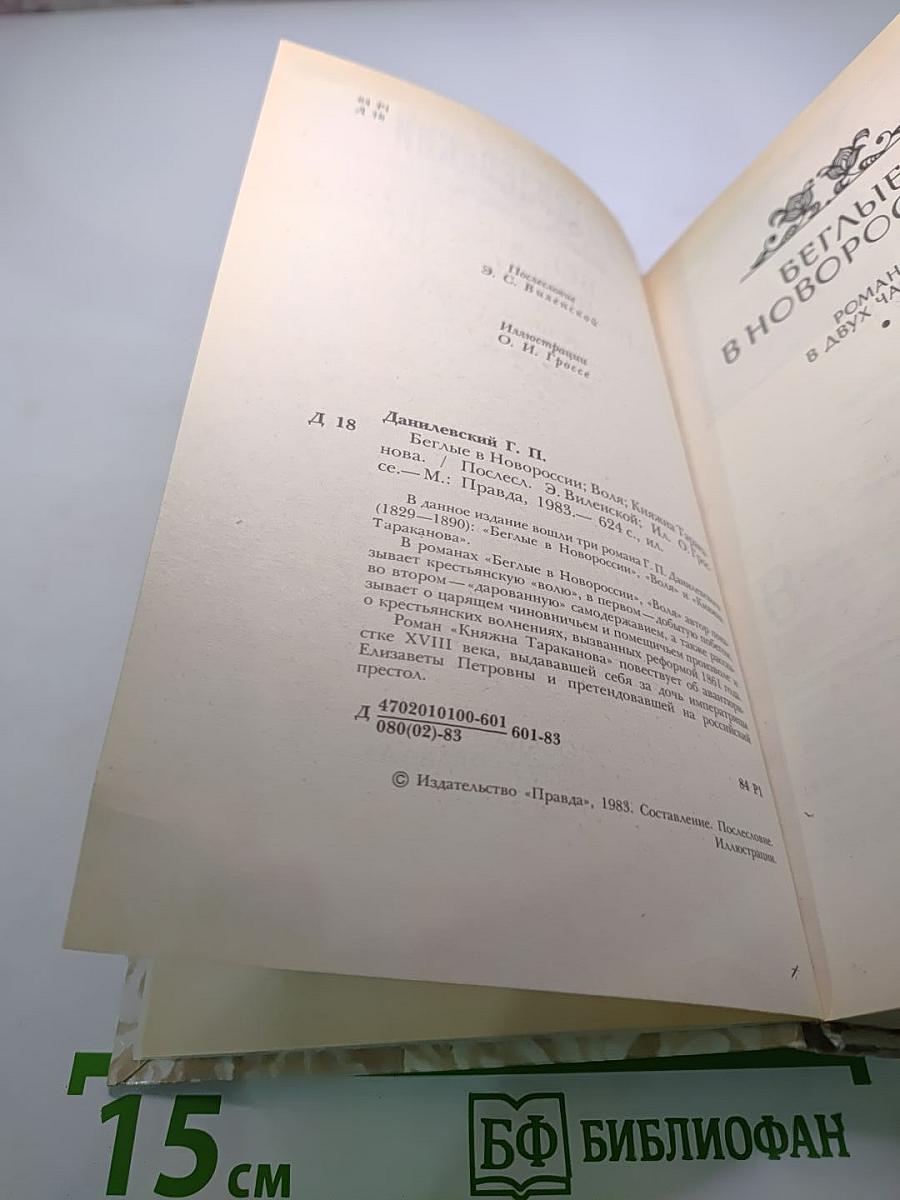 84 Р1
Д 18
Послесловие
Э. С. Виленской
Иллюстрации
О. И. Гроссе
Д 18
Данилевский Г. П.
Беглые в Новороссии; Воля; Княжна Тарака-
нова. / Послесл. Э. Виленской; Ил. О. Грос-
се.— М.: Правда, 1983.— 624 с., ил.
В данное издание вошли три романа Г. П. Данилевского
(1829—1890): «Беглые в Новороссии», «Воля» и «Княжна
Тараканова».
В романах «Беглые в Новороссии», «Воля» автор пока-
зывает крестьянскую «волю», в первом — добытую побегом,
во втором — «дарованную» самодержавием, а также расска-
зывает о царящем чиновничьем и помещичьем произволе и
о крестьянских волнениях, вызванных реформой 1861 года.
Роман «Княжна Тараканова» повествует об авантюри-
стке XVIII века, выдававшей себя за дочь императрицы
Елизаветы Петровны и претендовавшей на российский
престол.
Д 4702010100-601
080(02)-83
601-83
84 Р1
© Издательство «Правда», 1983. Составление. Послесловие.
Иллюстрации.
БЕГЛЫЕ
В НОВОРОС
РОМАН
В ДВУХ ЧА
15 см
БФ БИБЛИОФАН